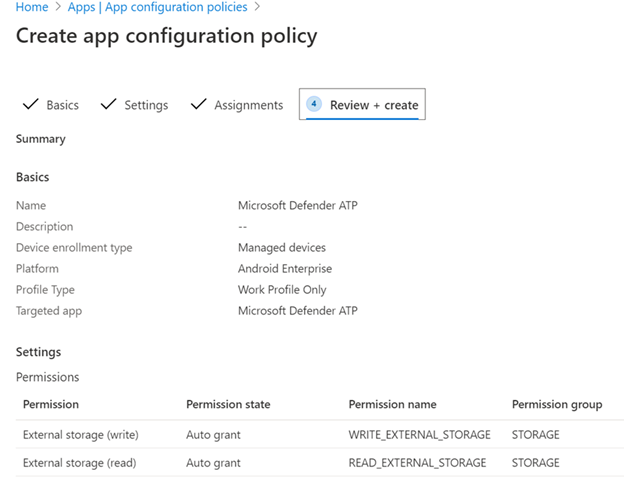 Home > Apps | App configuration policies >
Create app configuration policy
Basics Settings Assignments 4 Review + create
Summary
Basics
Name Microsoft Defender ATP
Description --
Device enrollment type Managed devices
Platform Android Enterprise
Profile Type Work Profile Only
Targeted app Microsoft Defender ATP
Settings
Permissions
Permission Permission state Permission name Permission group
External storage (write) Auto grant WRITE_EXTERNAL_STORAGE STORAGE
External storage (read) Auto grant READ_EXTERNAL_STORAGE STORAGE